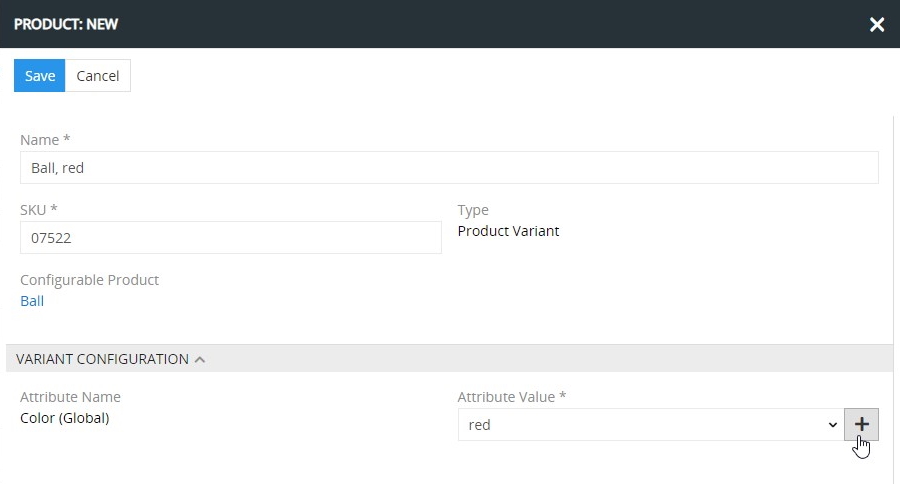 PRODUCT: NEW
Save Cancel
Name *
Ball, red
SKU * Type
07522 Product Variant
Configurable Product
Ball
VARIANT CONFIGURATION
Attribute Name Attribute Value *
Color (Global) red